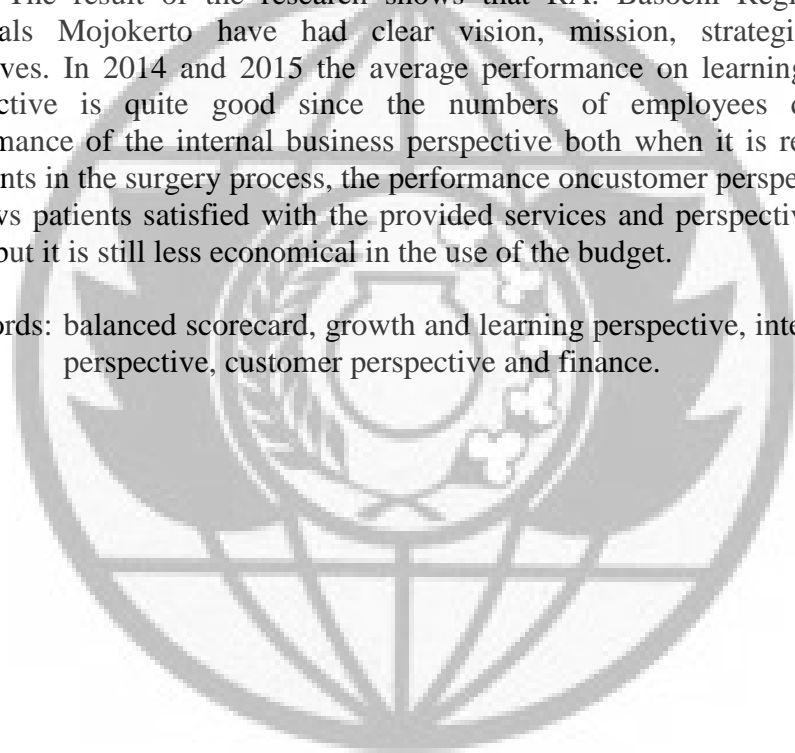 The result of the research shows that RA. Basoeni Regi
als Mojokerto have had clear vision, mission, strategi
ves. In 2014 and 2015 the average performance on learning
ctive is quite good since the numbers of employees
mance of the internal business perspective both when it is re
nts in the surgery process, the performance oncustomer perspe
ws patients satisfied with the provided services and perspectiv
but it is still less economical in the use of the budget.
ords: balanced scorecard, growth and learning perspective, inte
perspective, customer perspective and finance.